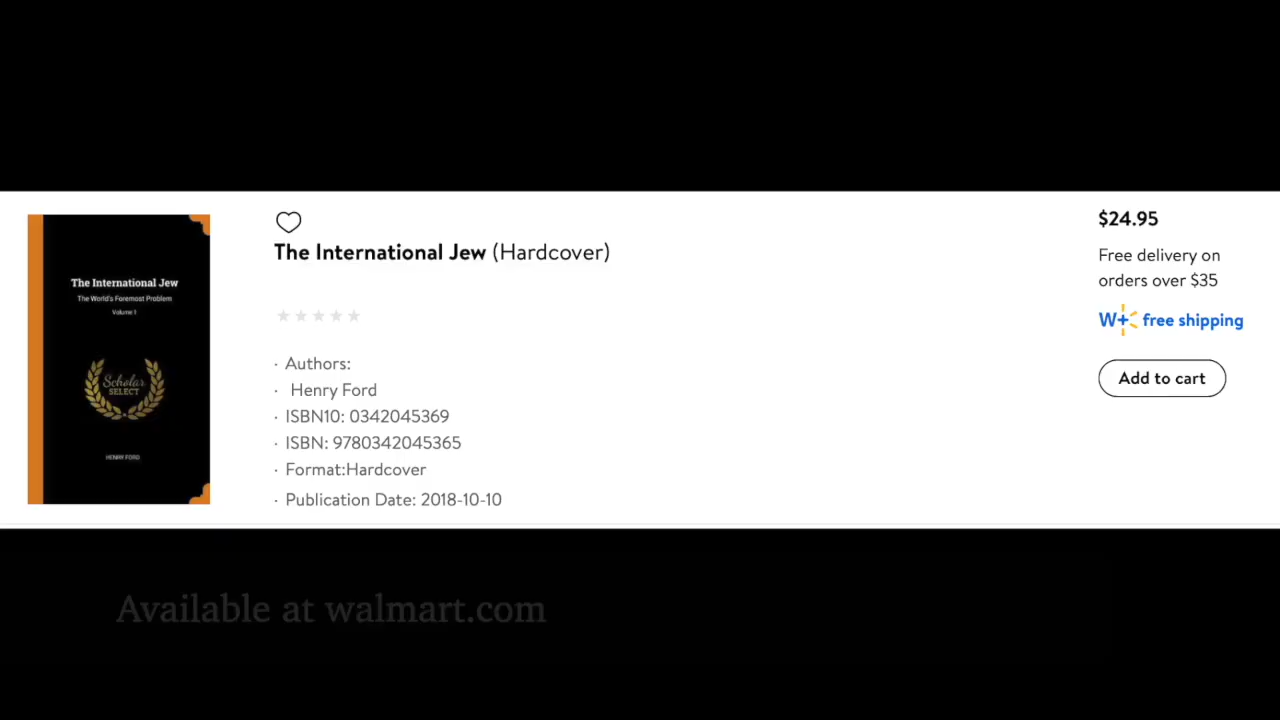 The International Jew
The World's Foremost Problem
Volume 1
Scholar
SELECT
HENRY FORD
The International Jew (Hardcover)
· Authors:
· Henry Ford
· ISBN10: 0342045369
· ISBN: 9780342045365
· Format:Hardcover
· Publication Date: 2018-10-10
$24.95
Free delivery on
orders over $35
W+ free shipping
Add to cart
Available at walmart.com